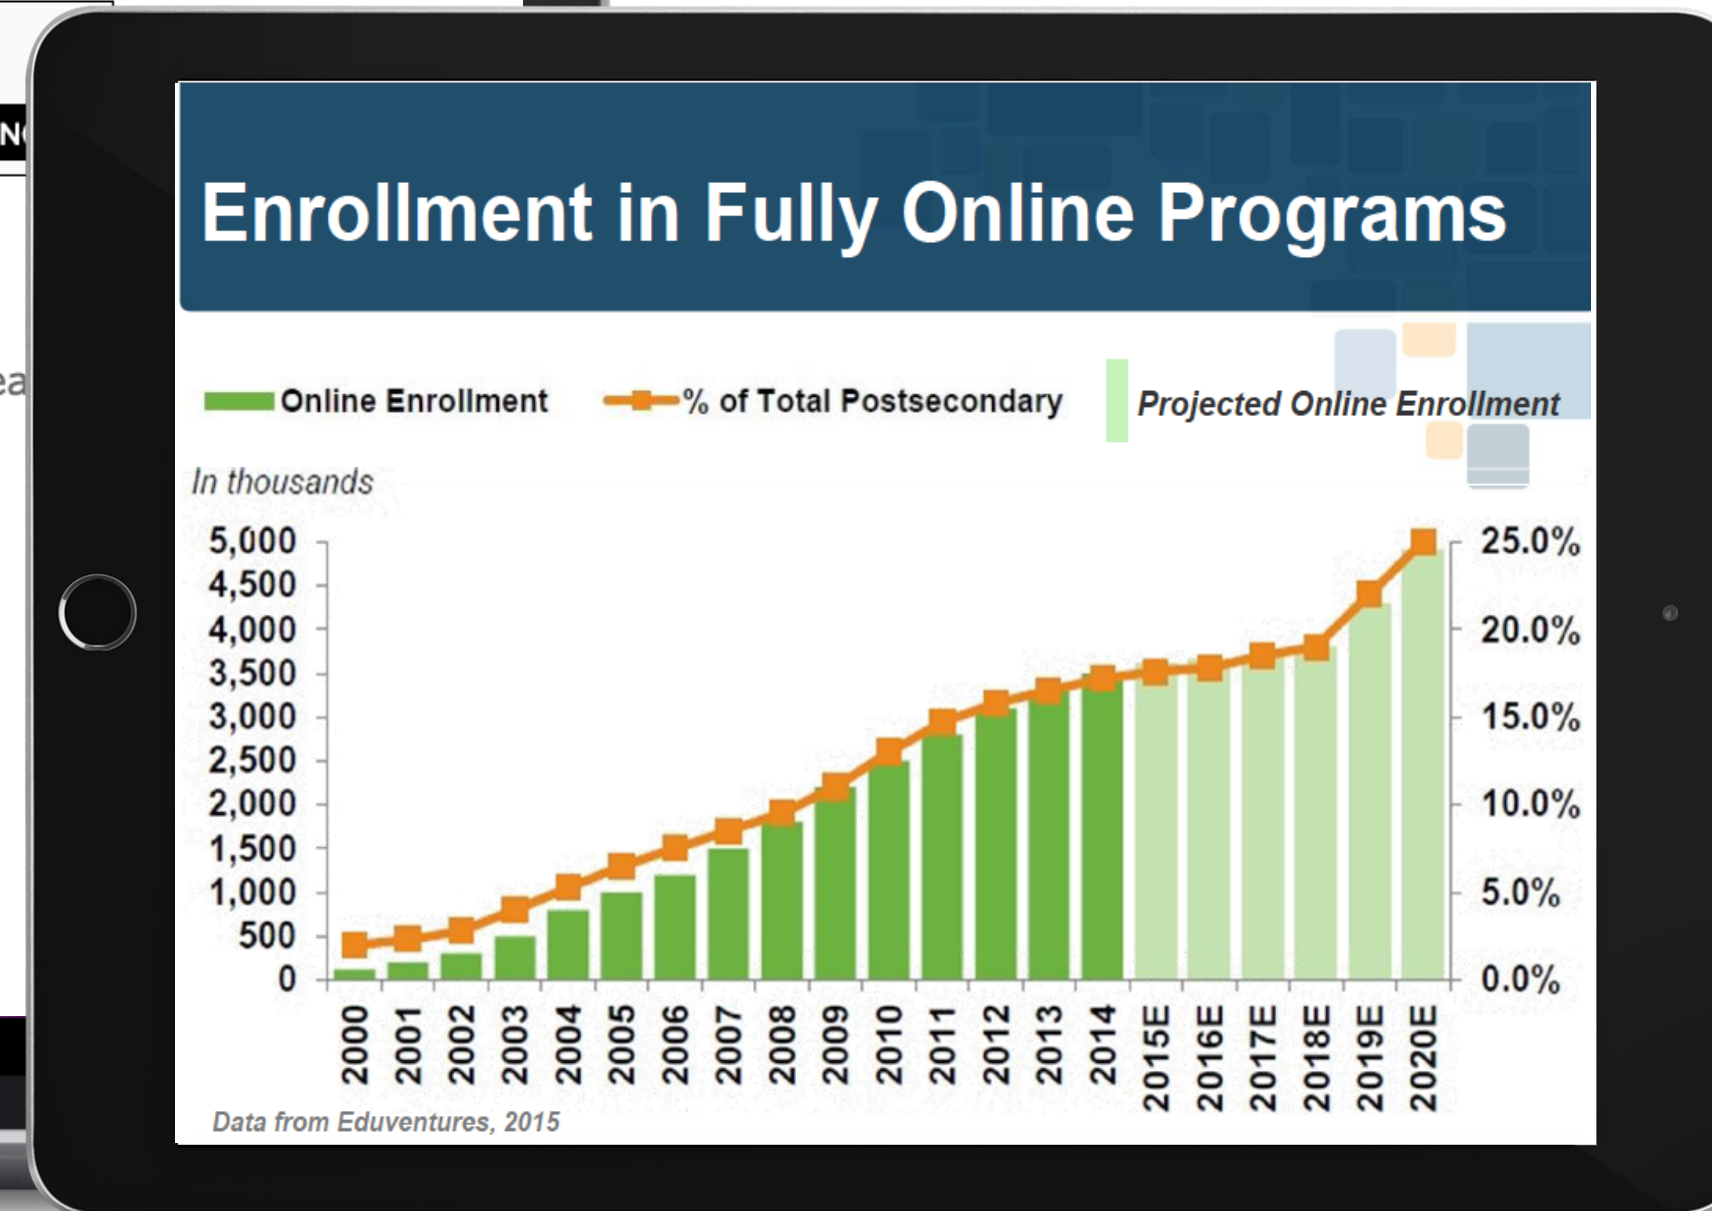 Enrollment in Fully Online Programs
Online Enrollment
% of Total Postsecondary
Projected Online Enrollment
In thousands
5,000
4,500
4,000
3,500
3,000
2,500
2,000
1,500
1,000
500
0
25.0%
20.0%
15.0%
10.0%
5.0%
0.0%
2000
2001
2002
2003
2004
2005
2006
2007
2008
2009
2010
2011
2012
2013
2014
2015E
2016E
2017E
2018E
2019E
2020E
Data from Eduventures, 2015